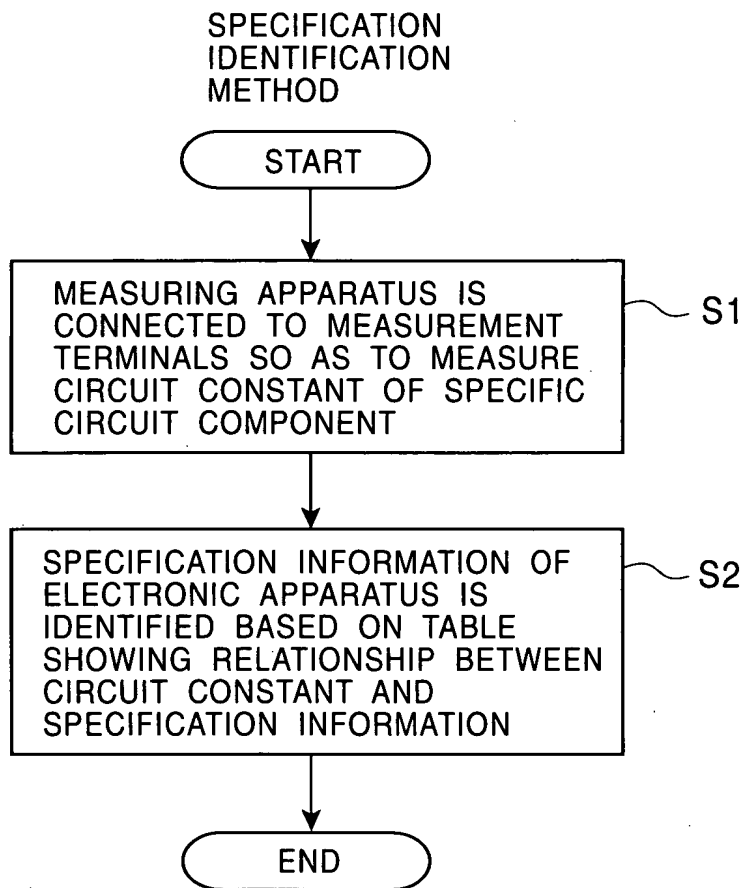 SPECIFICATION
IDENTIFICATION
METHOD
START
MEASURING APPARATUS IS
CONNECTED TO MEASUREMENT
TERMINALS SO AS TO MEASURE
CIRCUIT CONSTANT OF SPECIFIC
CIRCUIT COMPONENT
S1
SPECIFICATION INFORMATION OF
ELECTRONIC APPARATUS IS
IDENTIFIED BASED ON TABLE
SHOWING RELATIONSHIP BETWEEN
CIRCUIT CONSTANT AND
SPECIFICATION INFORMATION
S2
END